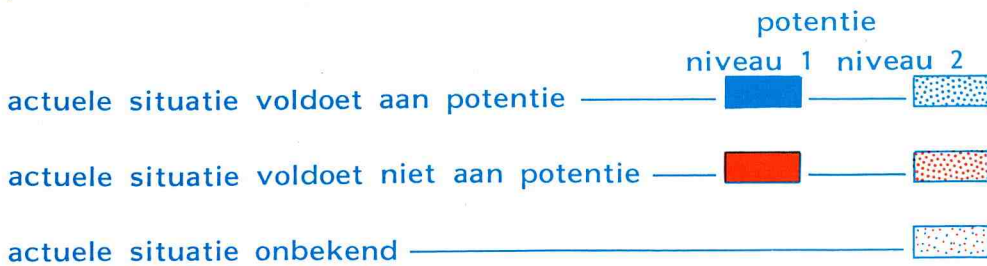 potentie
niveau 1 niveau 2
actuele situatie voldoet aan potentie
actuele situatie voldoet niet aan potentie
actuele situatie onbekend